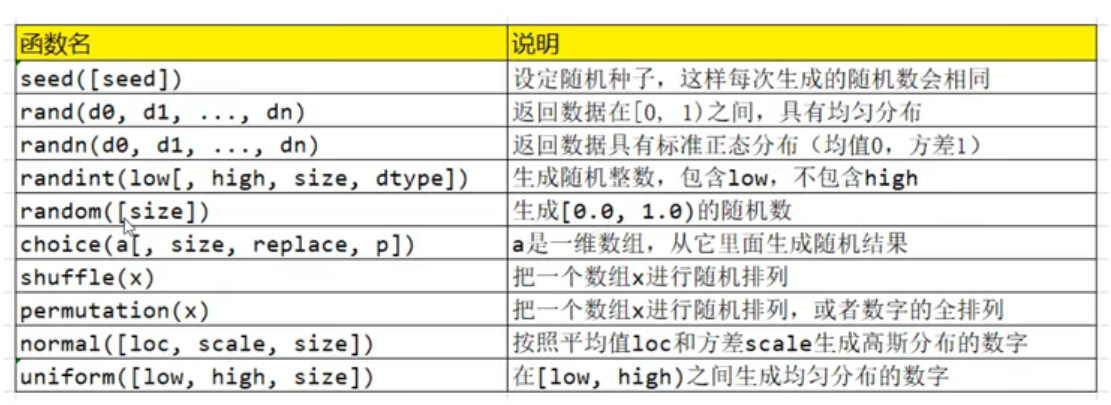 函数名 说明
seed([seed]) 设定随机种子，这样每次生成的随机数会相同
rand(d0, d1, ..., dn) 返回数据在[0, 1)之间，具有均匀分布
randn(d0, d1, ..., dn) 返回数据具有标准正态分布（均值0，方差1）
randint(low[, high, size, dtype]) 生成随机整数，包含low，不包含high
random([size]) 生成[0.0, 1.0)的随机数
choice(a[, size, replace, p]) a是一维数组，从它里面生成随机结果
shuffle(x) 把一个数组x进行随机排列
permutation(x) 把一个数组x进行随机排列，或者数字的全排列
normal([loc, scale, size]) 按照平均值loc和方差scale生成高斯分布的数字
uniform([low, high, size]) 在[low, high)之间生成均匀分布的数字